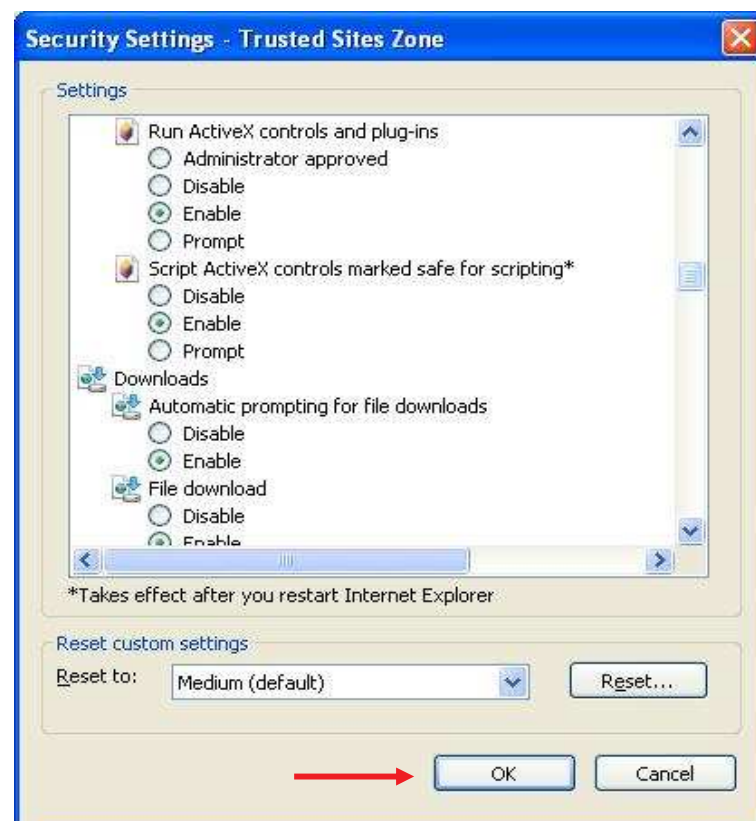 Security Settings - Trusted Sites Zone
Settings
Run ActiveX controls and plug-ins
Administrator approved
Disable
Enable
Prompt
Script ActiveX controls marked safe for scripting*
Disable
Enable
Prompt
Downloads
Automatic prompting for file downloads
Disable
Enable
File download
Disable
Enable
*Takes effect after you restart Internet Explorer
Reset custom settings
Reset to: Medium (default) Reset...
OK Cancel